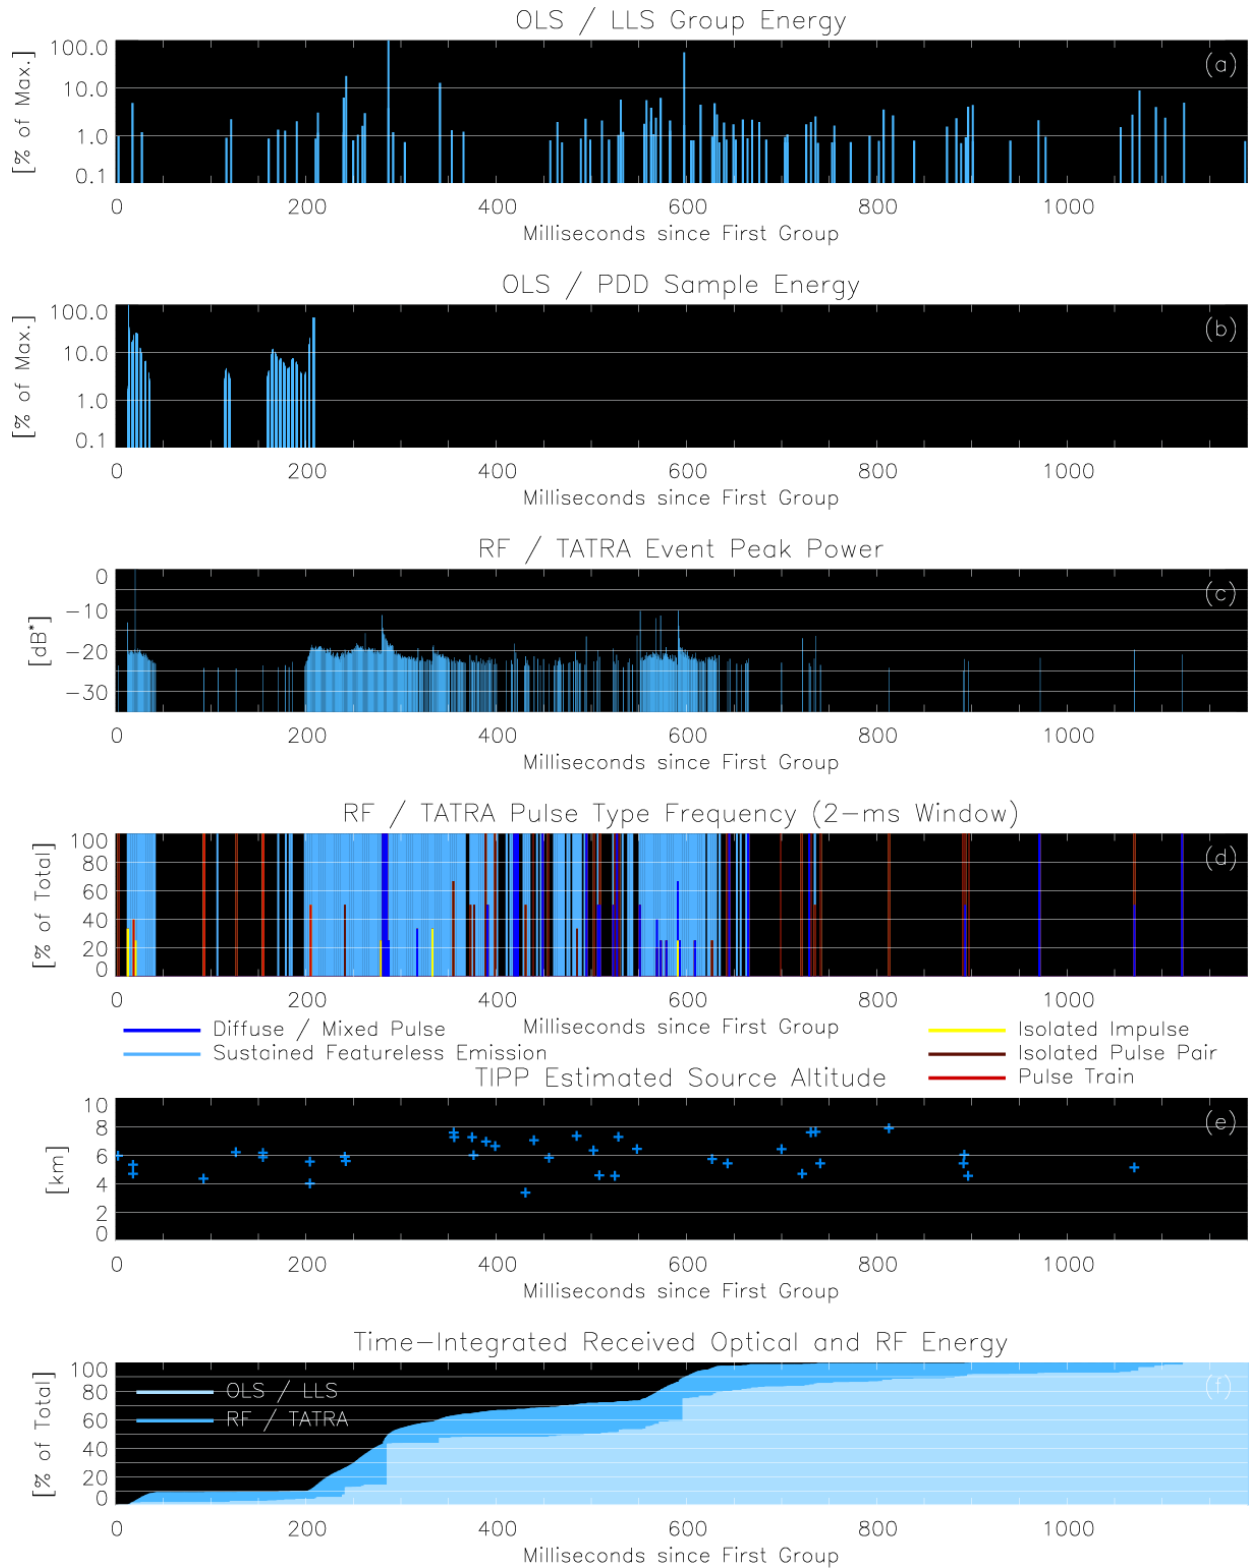 OLS / LLS Group Energy
[% of Max.]
100.0
10.0
1.0
0.1
(a)
0 200 400 600 800 1000
Milliseconds since First Group
OLS / PDD Sample Energy
[% of Max.]
100.0
10.0
1.0
0.1
(b)
0 200 400 600 800 1000
Milliseconds since First Group
RF / TATRA Event Peak Power
[dB*]
0
-10
-20
-30
(c)
0 200 400 600 800 1000
Milliseconds since First Group
RF / TATRA Pulse Type Frequency (2-ms Window)
[% of Total]
100
80
60
40
20
0
(d)
0 200 400 600 800 1000
Milliseconds since First Group
Diffuse / Mixed Pulse
Sustained Featureless Emission
Isolated Impulse
Isolated Pulse Pair
Pulse Train
TIPP Estimated Source Altitude
[km]
10
8
6
4
2
0
(e)
0 200 400 600 800 1000
Milliseconds since First Group
Time-Integrated Received Optical and RF Energy
[% of Total]
100
80
60
40
20
0
OLS / LLS
RF / TATRA
(f)
0 200 400 600 800 1000
Milliseconds since First Group